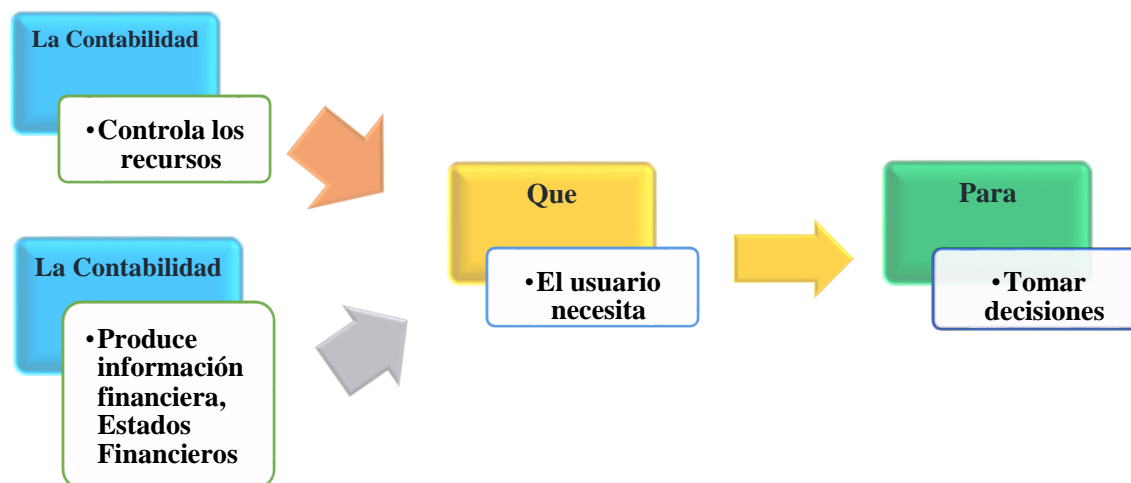 La Contabilidad
•Controla los
recursos
La Contabilidad
•Produce
información
financiera,
Estados
Financieros
Que
•El usuario
necesita
Para
•Tomar
decisiones